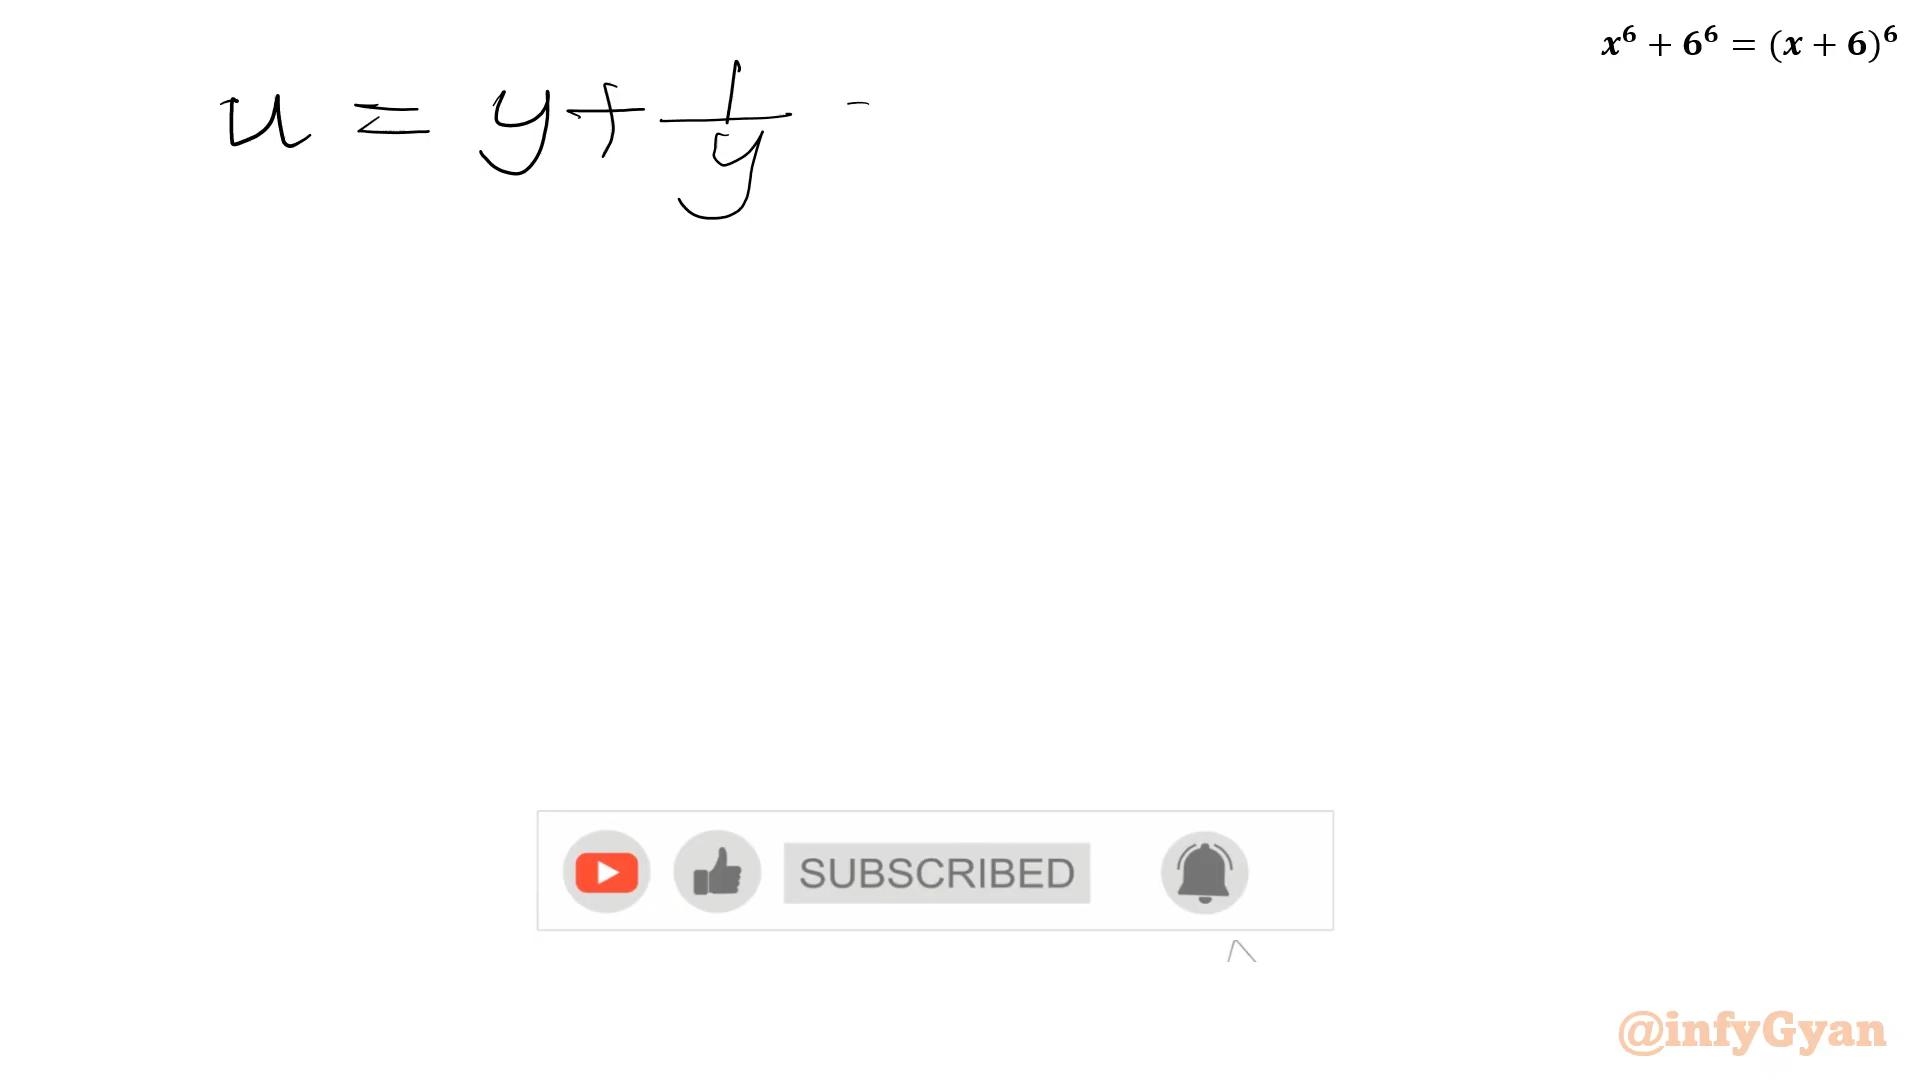 x⁶ + 6⁶ = (x + 6)⁶
u = y + 1/y -
SUBSCRIBED
@infyGyan